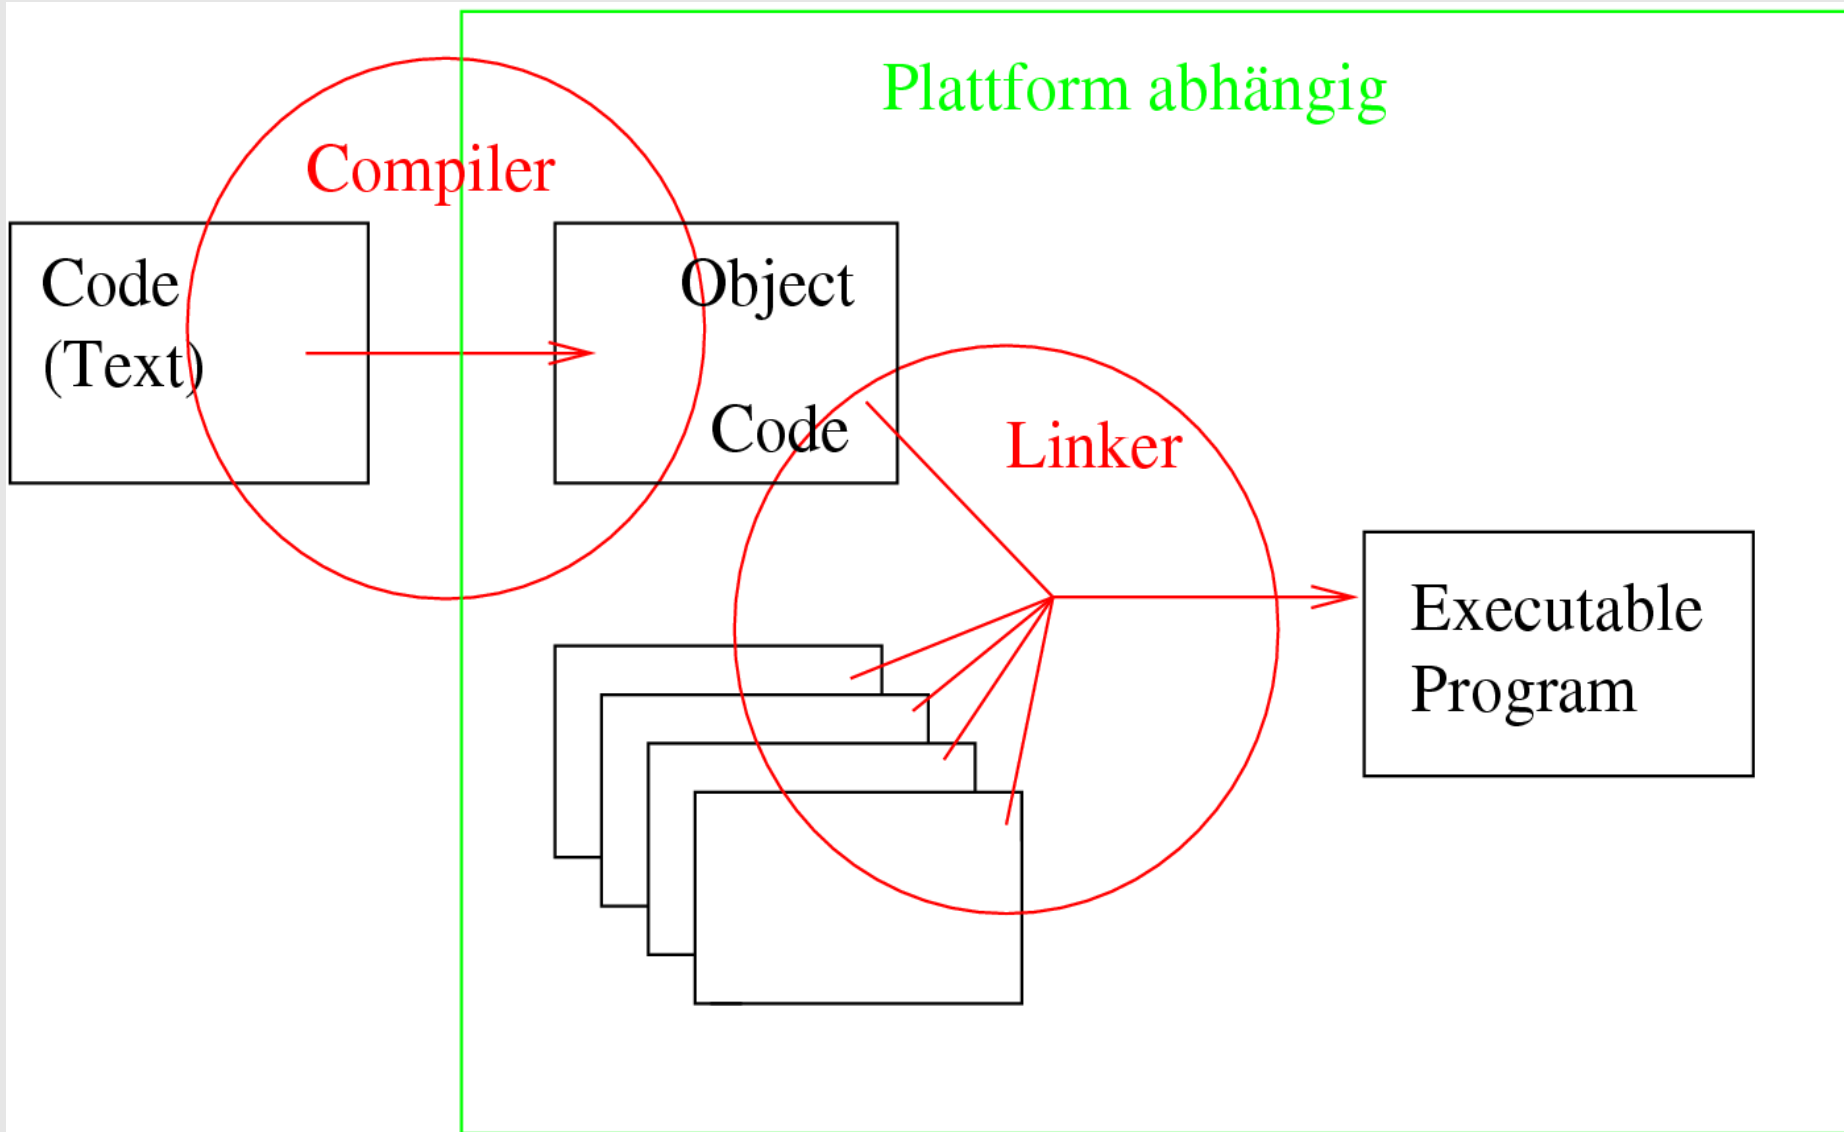 Plattform abhängig
Compiler
Code
(Text)
Object
Code
Linker
Executable
Program